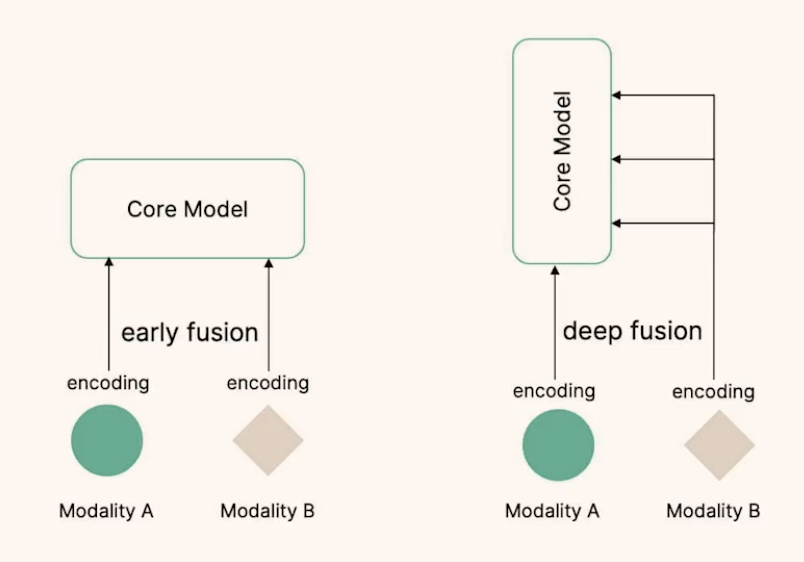 Core Model
early fusion
encoding
encoding
Modality A
Modality B
Core Model
deep fusion
encoding
encoding
Modality A
Modality B